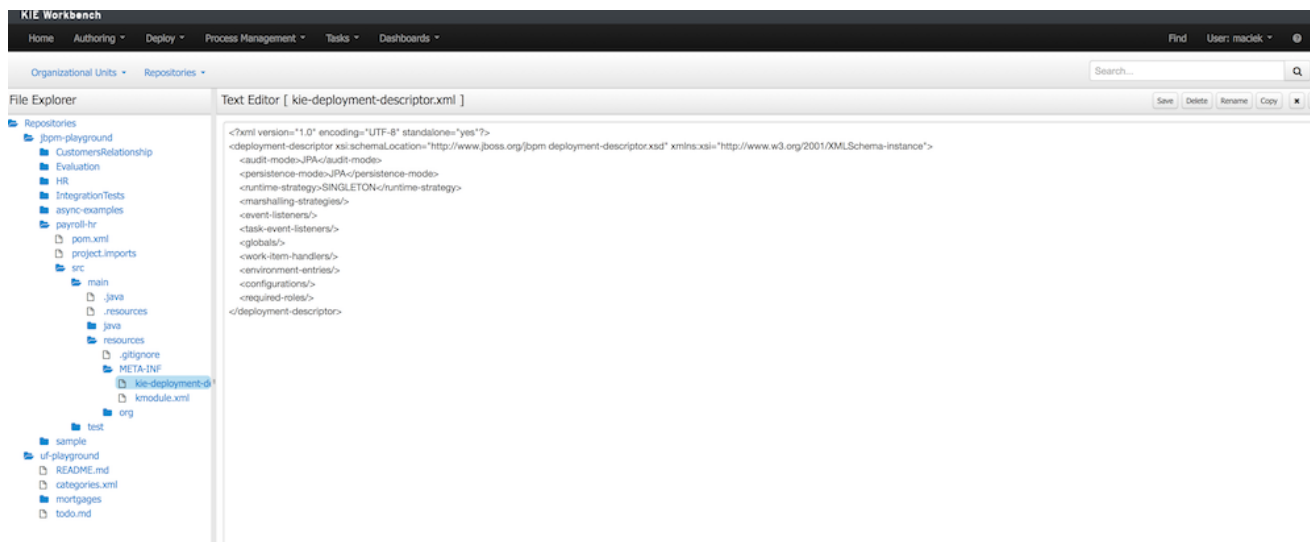 KIE Workbench
Home Authoring Deploy Process Management Tasks Dashboards Find User: maciek
Organizational Units Repositories Search...
File Explorer
Repositories
jbpm-playground
CustomersRelationship
Evaluation
HR
IntegrationTests
async-examples
payroll-hr
pom.xml
project.imports
src
main
.java
.resources
java
resources
.gitignore
META-INF
kie-deployment-d
kmodule.xml
org
test
sample
uf-playground
README.md
categories.xml
mortgages
todo.md
Text Editor [ kie-deployment-descriptor.xml ] Save Delete Rename Copy
<?xml version="1.0" encoding="UTF-8" standalone="yes"?>
<deployment-descriptor xsi:schemaLocation="http://www.jboss.org/jbpm deployment-descriptor.xsd" xmlns:xsi="http://www.w3.org/2001/XMLSchema-instance">
<audit-mode>JPA</audit-mode>
<persistence-mode>JPA</persistence-mode>
<runtime-strategy>SINGLETON</runtime-strategy>
<marshalling-strategies/>
<event-listeners/>
<task-event-listeners/>
<globals/>
<work-item-handlers/>
<environment-entries/>
<configurations/>
<required-roles/>
</deployment-descriptor>